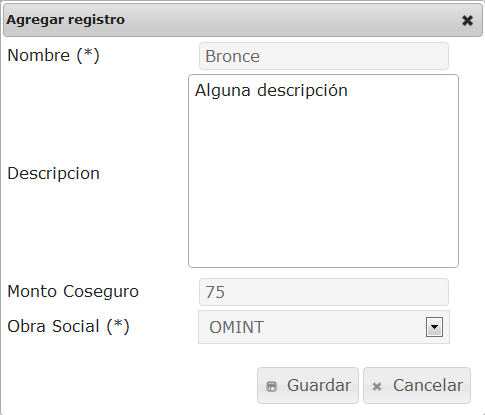 Agregar registro
Nombre (*) Bronce
Alguna descripción
Descripcion
Monto Coseguro 75
Obra Social (*) OMINT
Guardar Cancelar